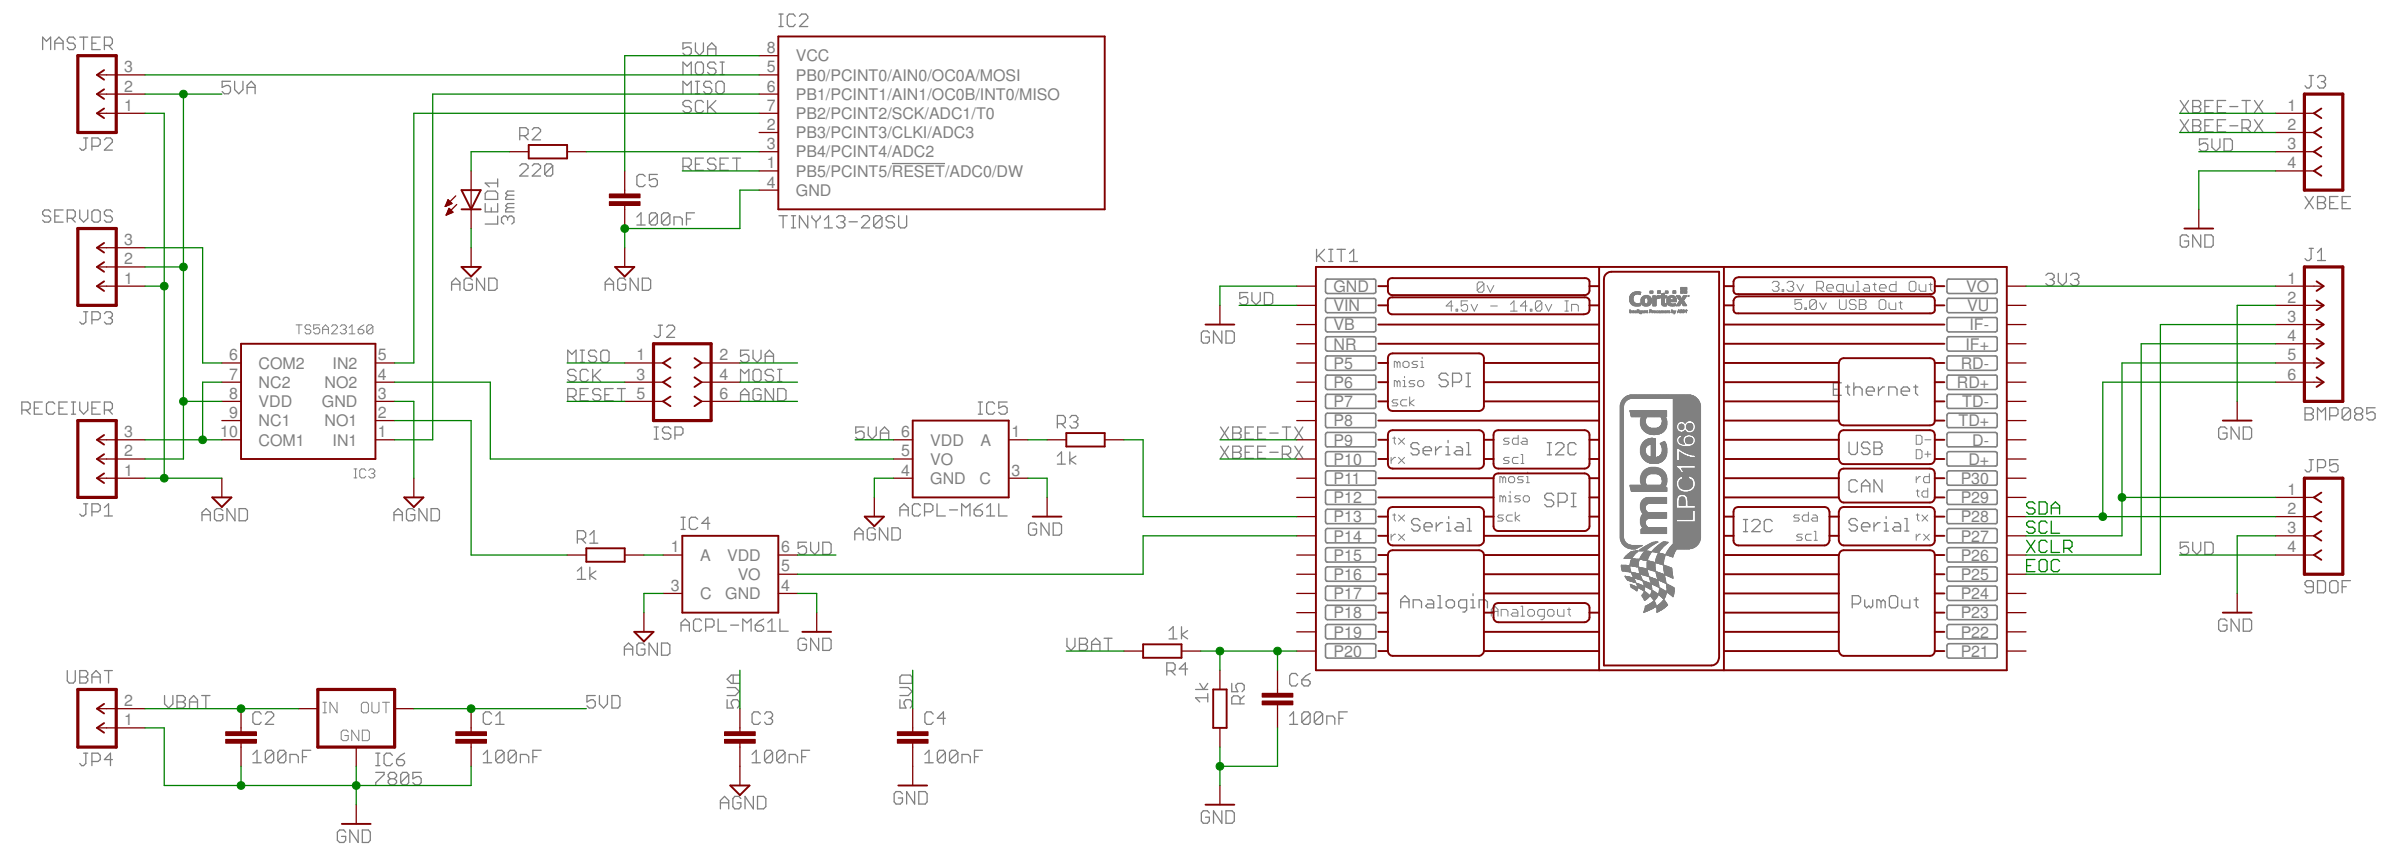 MASTER
3
2
1
5VA
JP2
SERVOS
3
2
1
JP3
RECEIVER
3
2
1
JP1
AGND
TS5A23160
6 COM2 IN2 5
7 NC2 NO2 4
8 VDD GND 3
9 NC1 NO1 2
10 COM1 IN1 1
IC3
AGND
IC2
5VA 8 VCC
MOSI 5 PB0/PCINT0/AIN0/OC0A/MOSI
MISO 6 PB1/PCINT1/AIN1/OC0B/INT0/MISO
SCK 7 PB2/PCINT2/SCK/ADC1/T0
2 PB3/PCINT3/CLKI/ADC3
3 PB4/PCINT4/ADC2
RESET 1 PB5/PCINT5/RESET/ADC0/DW
4 GND
TINY13-20SU
R2
220
LED1
3mm
AGND
C5
100nF
AGND
J2
MISO 1 2 5VA
SCK 3 4 MOSI
RESET 5 6 AGND
ISP
IC5
5VA 6 VDD A 1
5 VO
4 GND C 3
ACPL-M61L
AGND
GND
R3
1k
R1
1k
IC4
1 A VDD 6 5VD
VO 5
3 C GND 4
ACPL-M61L
AGND
GND
VBAT
2
1
JP4
VBAT
C2
100nF
IN OUT
GND
IC6
7805
C1
100nF
5VD
GND
5VA
C3
100nF
AGND
5VD
C4
100nF
GND
VBAT
1k
R4
1k
R5
C6
100nF
GND
KIT1
GND 0v
5VD VIN 4.5v - 14.0v In
GND
VB
NR
P5 mosi
P6 miso SPI
P7 sck
P8
XBEE-TX P9 tx Serial sda I2C
XBEE-RX P10 rx scl
P11 mosi
P12 miso SPI
P13 tx Serial sck
P14 rx
P15
P16
P17 AnalogIn
P18 Analogout
P19
P20
Cortex
mbed
LPC1768
3.3v Regulated Out VO 3V3
5.0v USB Out VU
IF-
IF+
RD-
Ethernet RD+
TD-
TD+
USB D- D-
D+ D+
CAN rd P30
td P29
I2C sda Serial tx P28 SDA
scl rx P27 SCL
P26 XCLR
P25 EOC
PwmOut P24
P23
P22
P21
J3
XBEE-TX 1
XBEE-RX 2
5VD 3
4
XBEE
GND
J1
1
2
3
4
5
6
BMP085
GND
JP5
1
2
3
5VD 4
9DOF
GND